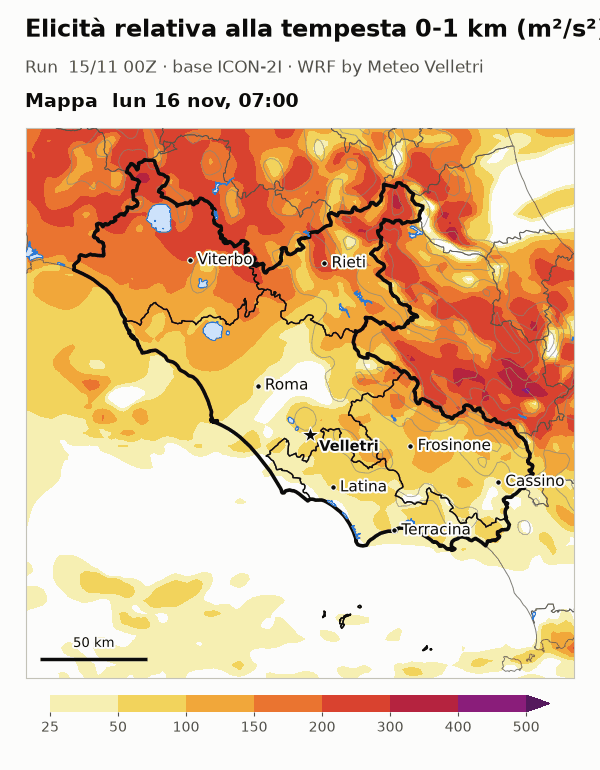 Elicità relativa alla tempesta 0-1 km (m²/s²)
Run  15/11 00Z · base ICON-2I · WRF by Meteo Velletri
Mappa  lun 16 nov, 07:00
Viterbo
Rieti
Roma
Velletri
Frosinone
Cassino
Latina
Terracina
50 km
25 50 100 150 200 300 400 500